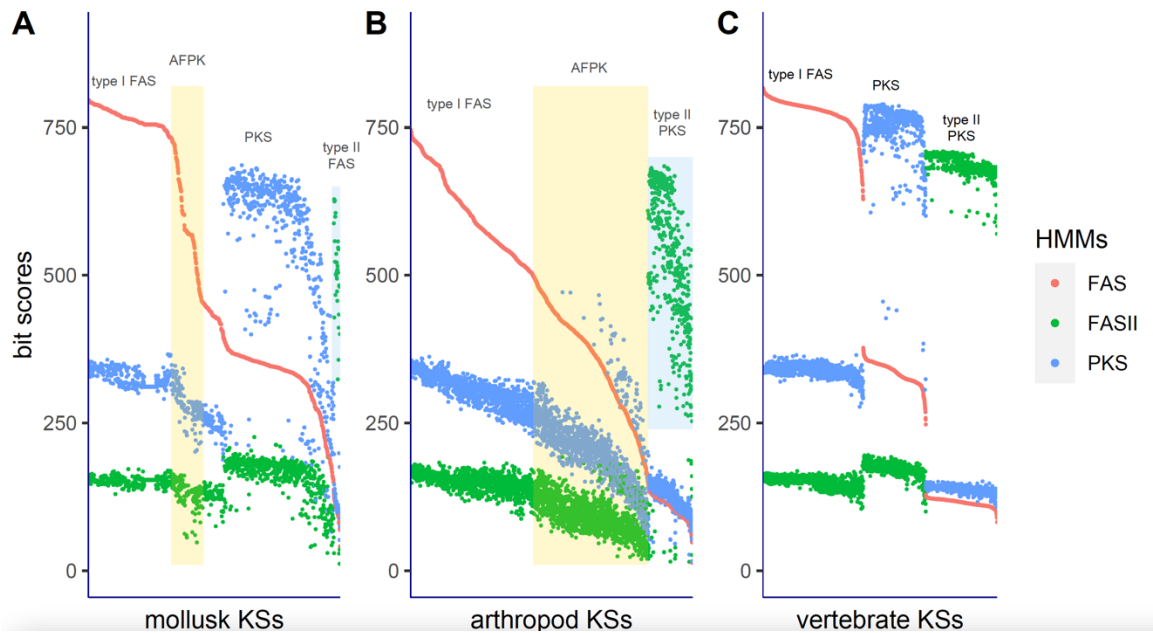 A
B
C
AFPK
type I FAS
PKS
type II
FAS
AFPK
type I FAS
type II
PKS
type I FAS
PKS
type II
PKS
750
500
250
0
750
500
250
0
750
500
250
0
bit scores
mollusk KSs
arthropod KSs
vertebrate KSs
HMMs
FAS
FASII
PKS